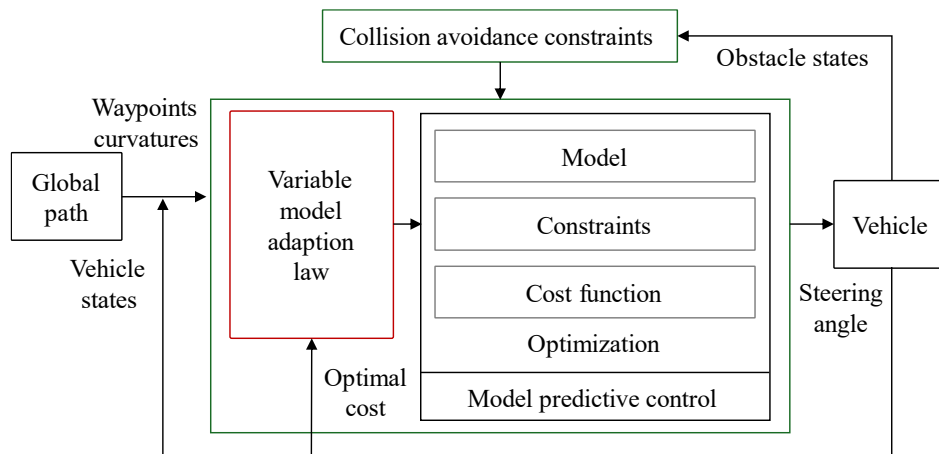 Collision avoidance constraints
Obstacle states
Waypoints
curvatures
Global
path
Vehicle
states
Variable
model
adaption
law
Optimal
cost
Model
Constraints
Cost function
Optimization
Model predictive control
Vehicle
Steering
angle